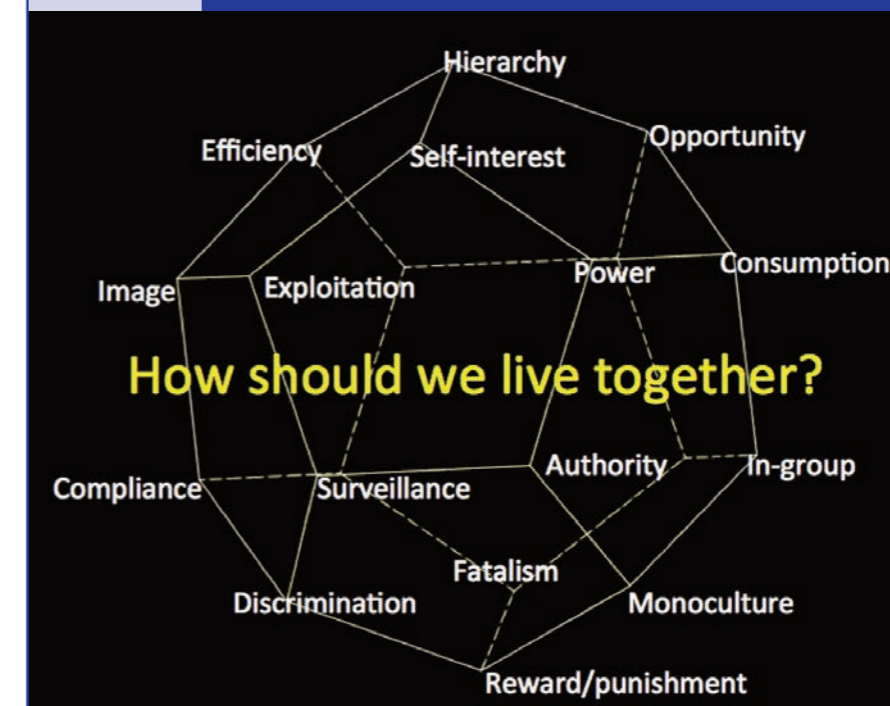 Hierarchy
Opportunity
Efficiency
Self-interest
Consumption
Power
Image
Exploitation
How should we live together?
Authority
In-group
Compliance
Surveillance
Fatalism
Discrimination
Monoculture
Reward/punishment